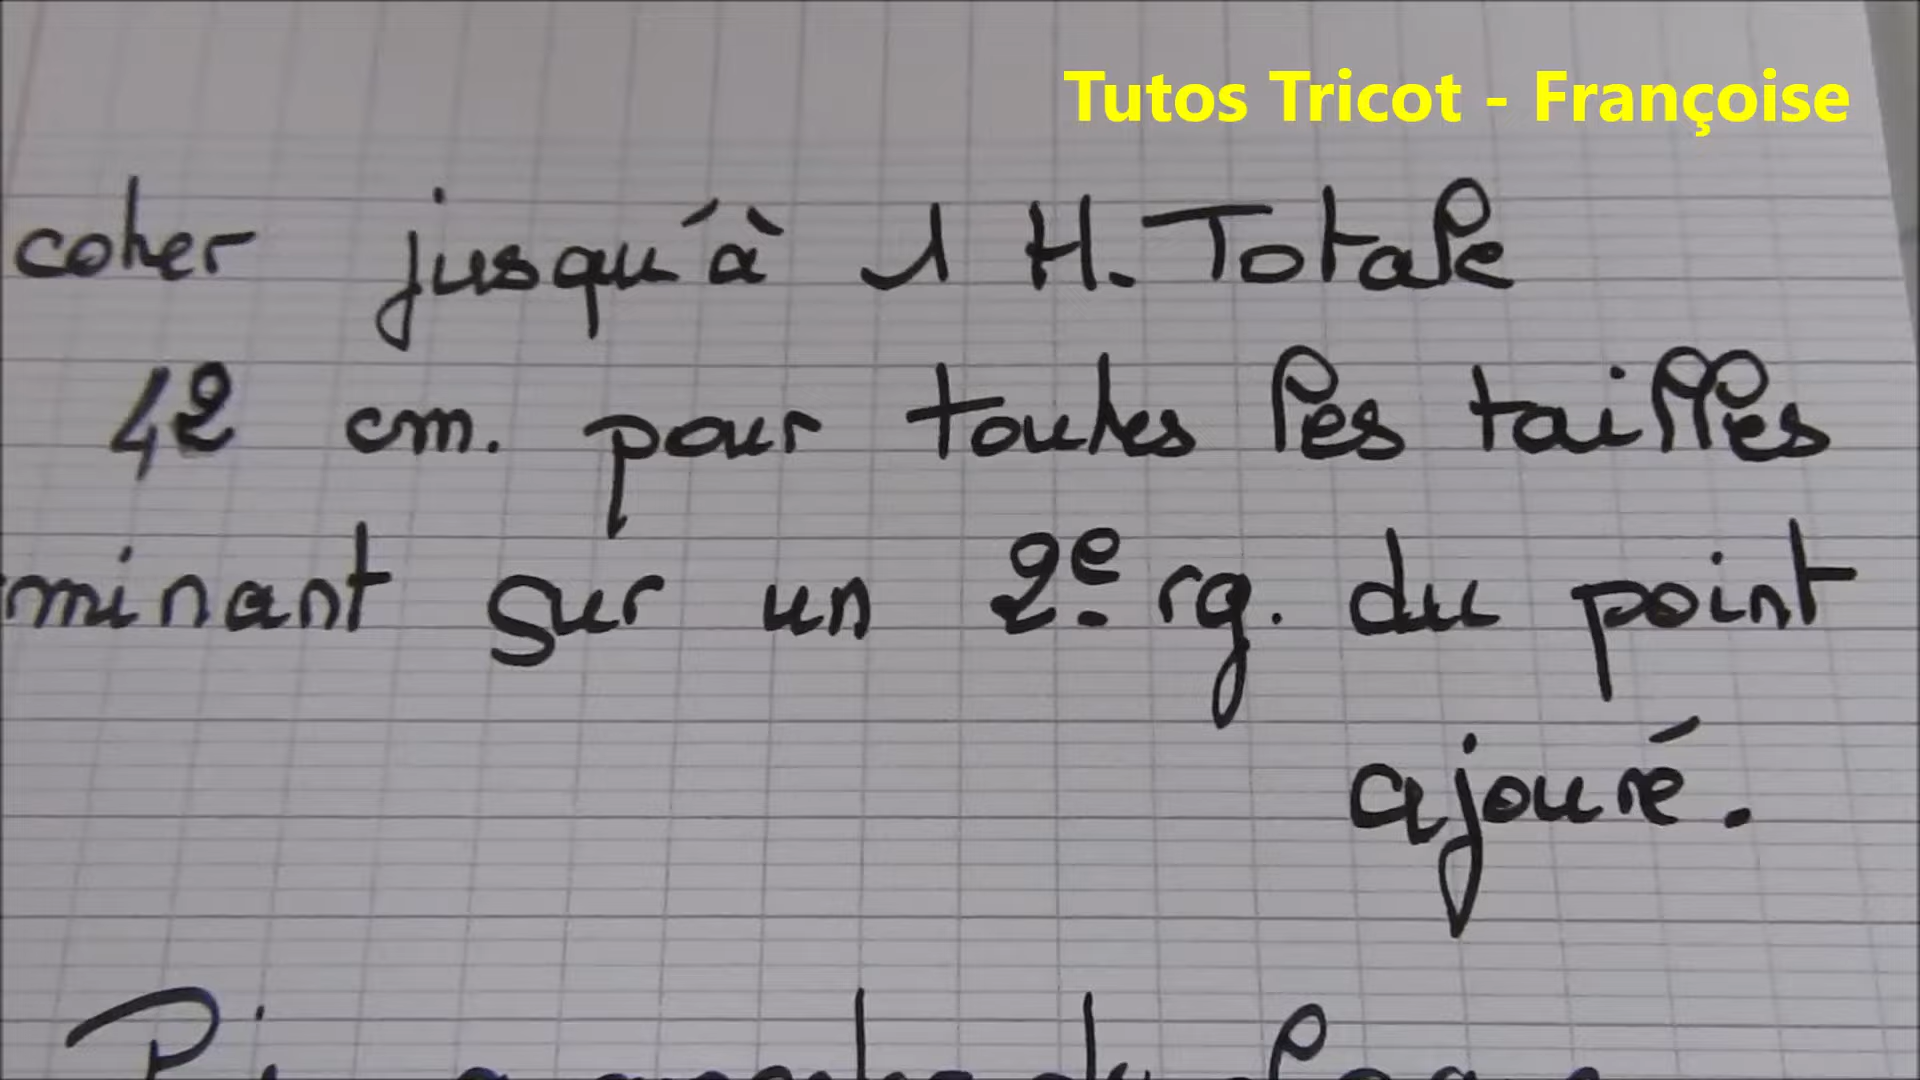 Tutos Tricot - Françoise
coter jusqu'à 1 H. Totale
42 cm. pour toutes les tailles
minant sur un 2e rg. du point
ajouré.